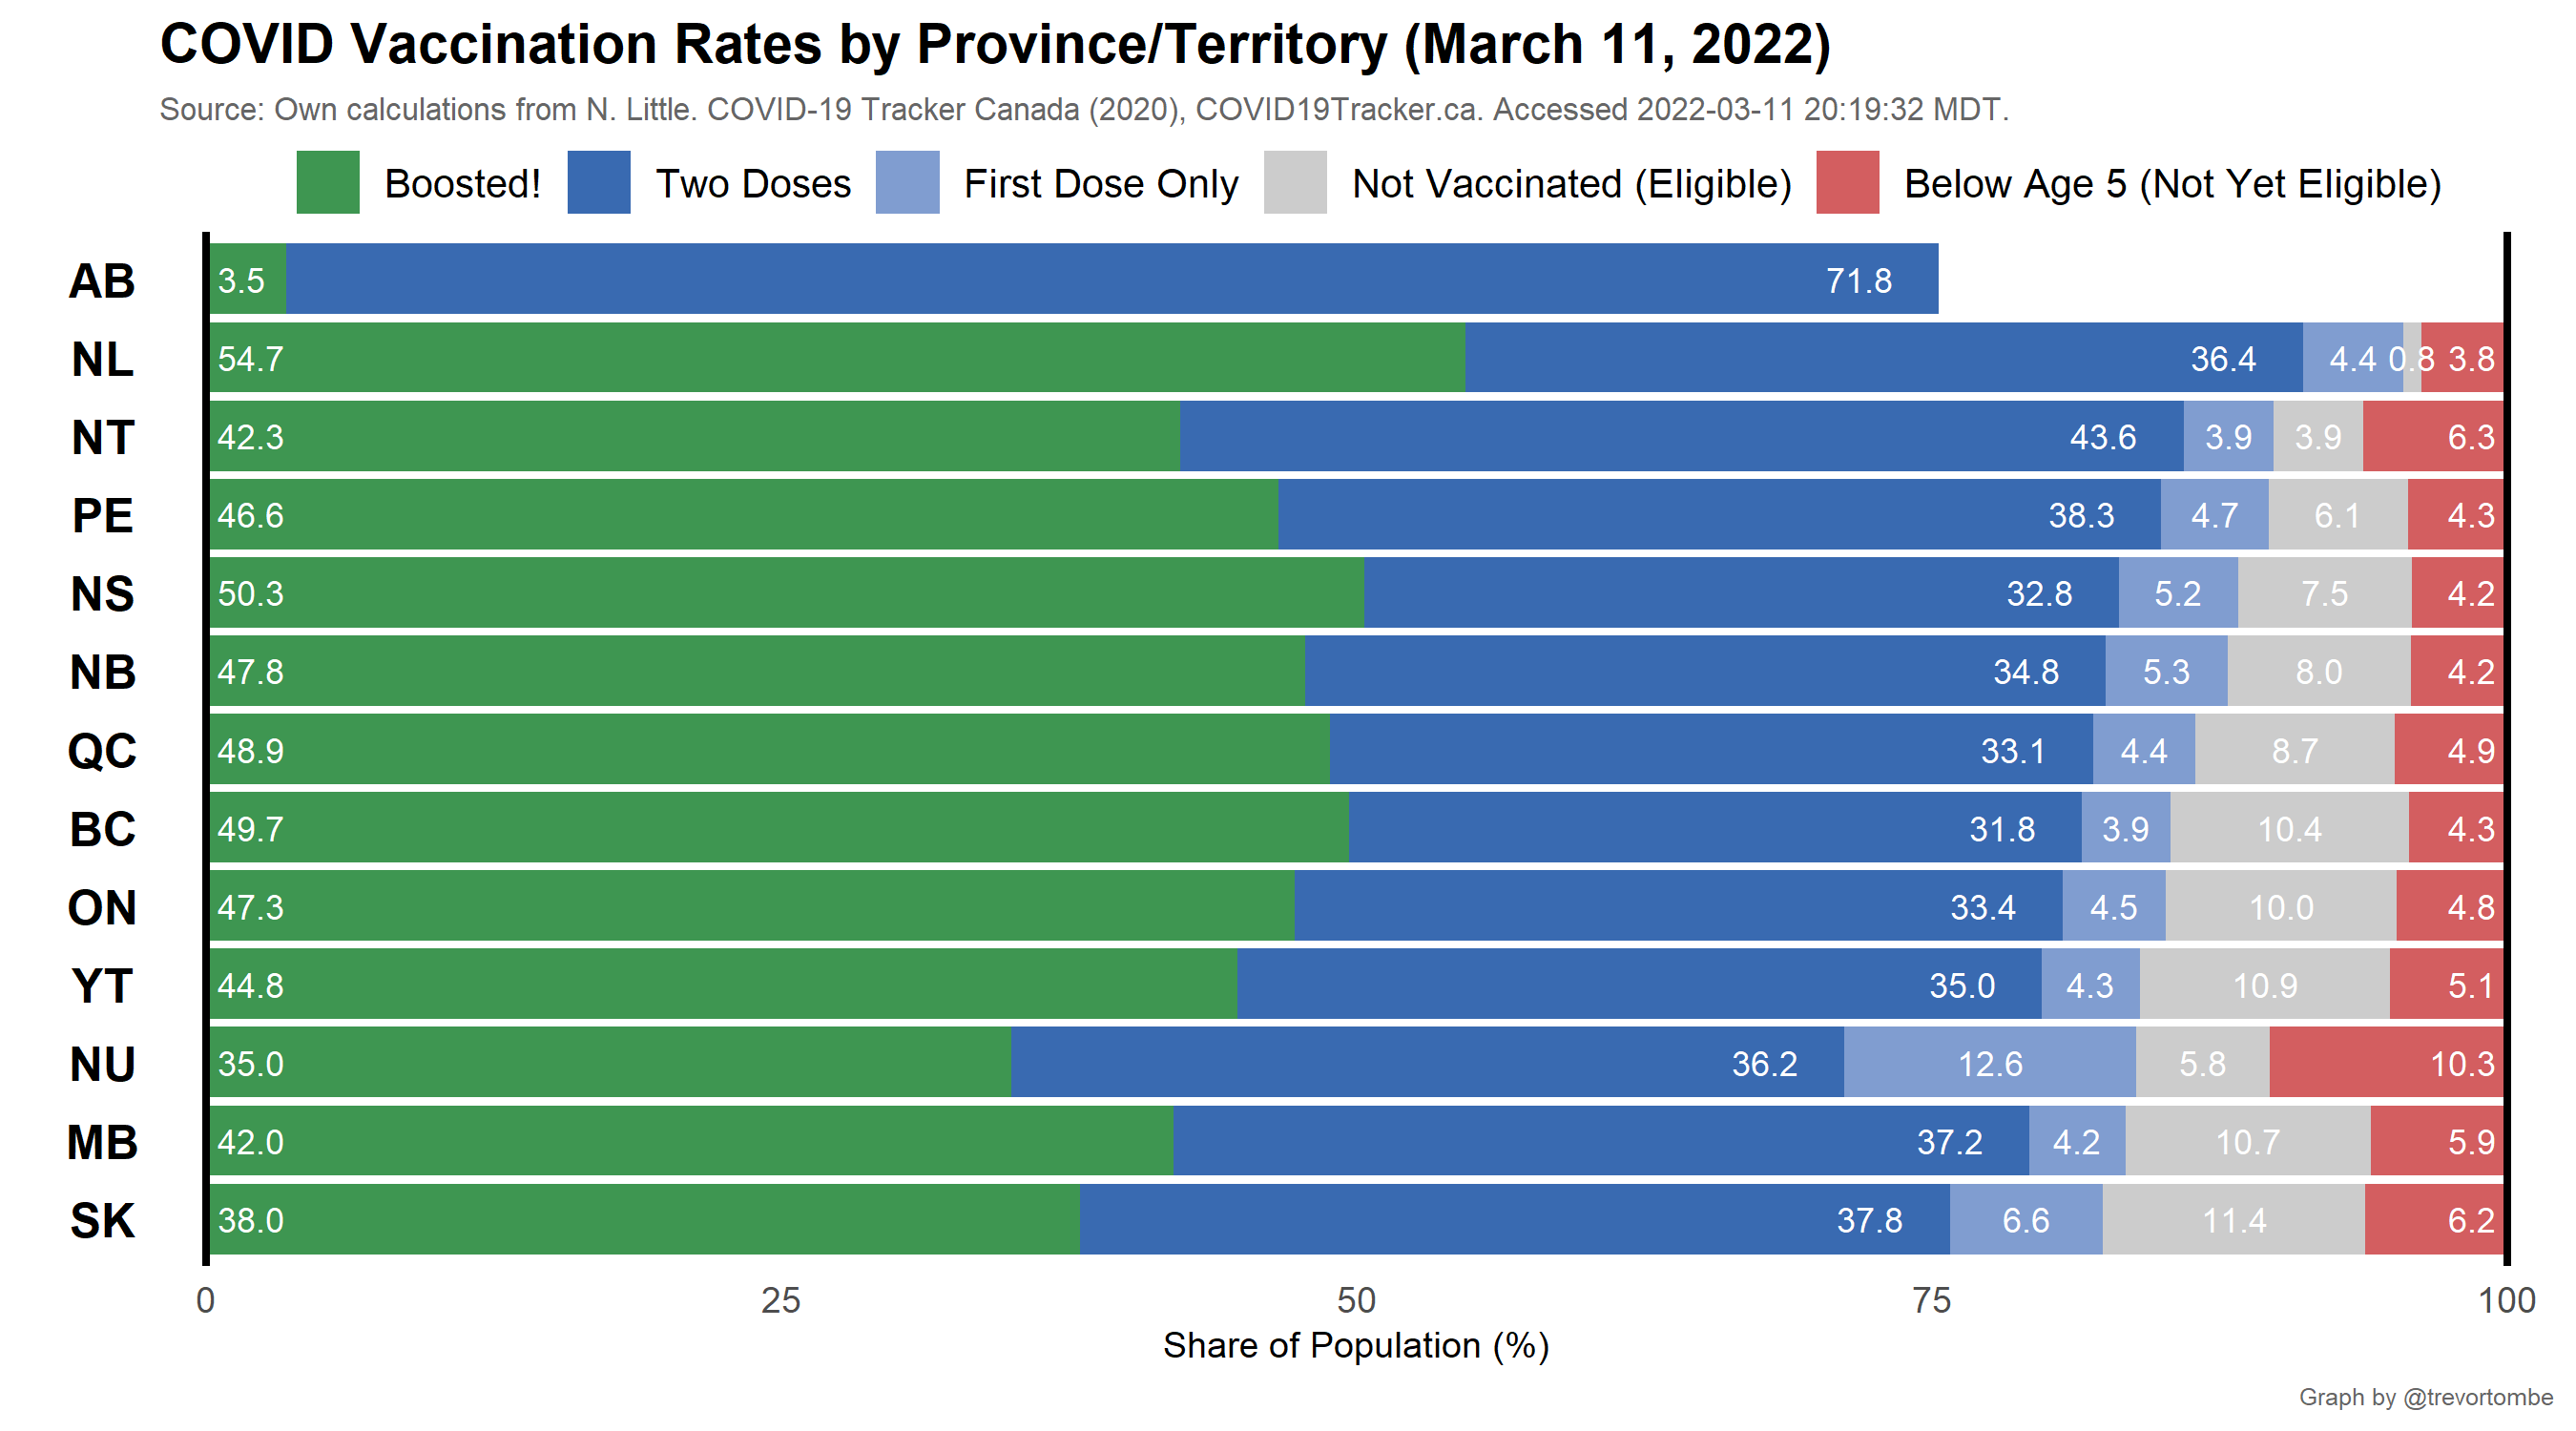 COVID Vaccination Rates by Province/Territory (March 11, 2022)
Source: Own calculations from N. Little. COVID-19 Tracker Canada (2020), COVID19Tracker.ca. Accessed 2022-03-11 20:19:32 MDT.
Boosted! Two Doses First Dose Only Not Vaccinated (Eligible) Below Age 5 (Not Yet Eligible)
AB 3.5 71.8
NL 54.7 36.4 4.4 0.8 3.8
NT 42.3 43.6 3.9 3.9 6.3
PE 46.6 38.3 4.7 6.1 4.3
NS 50.3 32.8 5.2 7.5 4.2
NB 47.8 34.8 5.3 8.0 4.2
QC 48.9 33.1 4.4 8.7 4.9
BC 49.7 31.8 3.9 10.4 4.3
ON 47.3 33.4 4.5 10.0 4.8
YT 44.8 35.0 4.3 10.9 5.1
NU 35.0 36.2 12.6 5.8 10.3
MB 42.0 37.2 4.2 10.7 5.9
SK 38.0 37.8 6.6 11.4 6.2
0 25 50 75 100
Share of Population (%)
Graph by @trevortombe